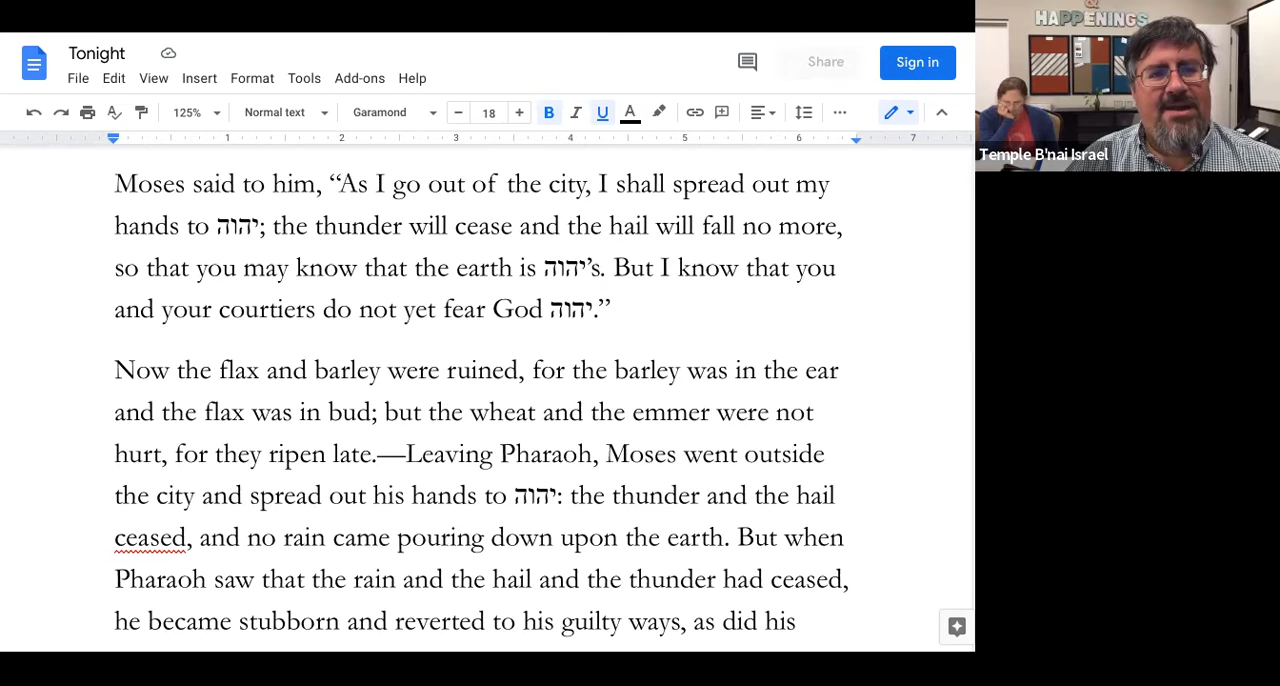 Tonight
File Edit View Insert Format Tools Add-ons Help
Share
Sign in
125% Normal text Garamond − 18 + B I U A
1 2 3 4 5 6 7
Moses said to him, “As I go out of the city, I shall spread out my
hands to יהוה; the thunder will cease and the hail will fall no more,
so that you may know that the earth is יהוה’s. But I know that you
and your courtiers do not yet fear God יהוה.”
Now the flax and barley were ruined, for the barley was in the ear
and the flax was in bud; but the wheat and the emmer were not
hurt, for they ripen late.—Leaving Pharaoh, Moses went outside
the city and spread out his hands to יהוה: the thunder and the hail
ceased, and no rain came pouring down upon the earth. But when
Pharaoh saw that the rain and the hail and the thunder had ceased,
he became stubborn and reverted to his guilty ways, as did his
&
HAPPENINGS
Temple B'nai Israel